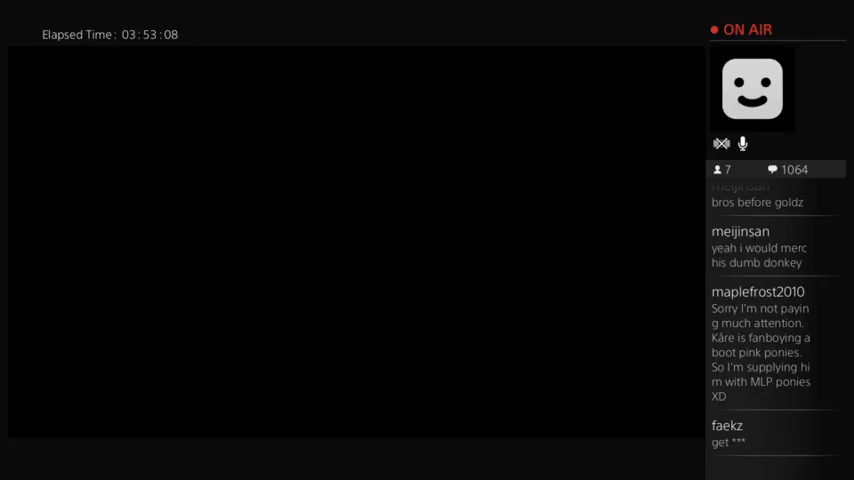 Elapsed Time: 03:53:08
ON AIR
7 1064
meijinsan
bros before goldz
meijinsan
yeah i would merc
his dumb donkey
maplefrost2010
Sorry I'm not payin
g much attention.
Kåre is fanboying a
boot pink ponies.
So I'm supplying hi
m with MLP ponies
XD
faekz
get ***